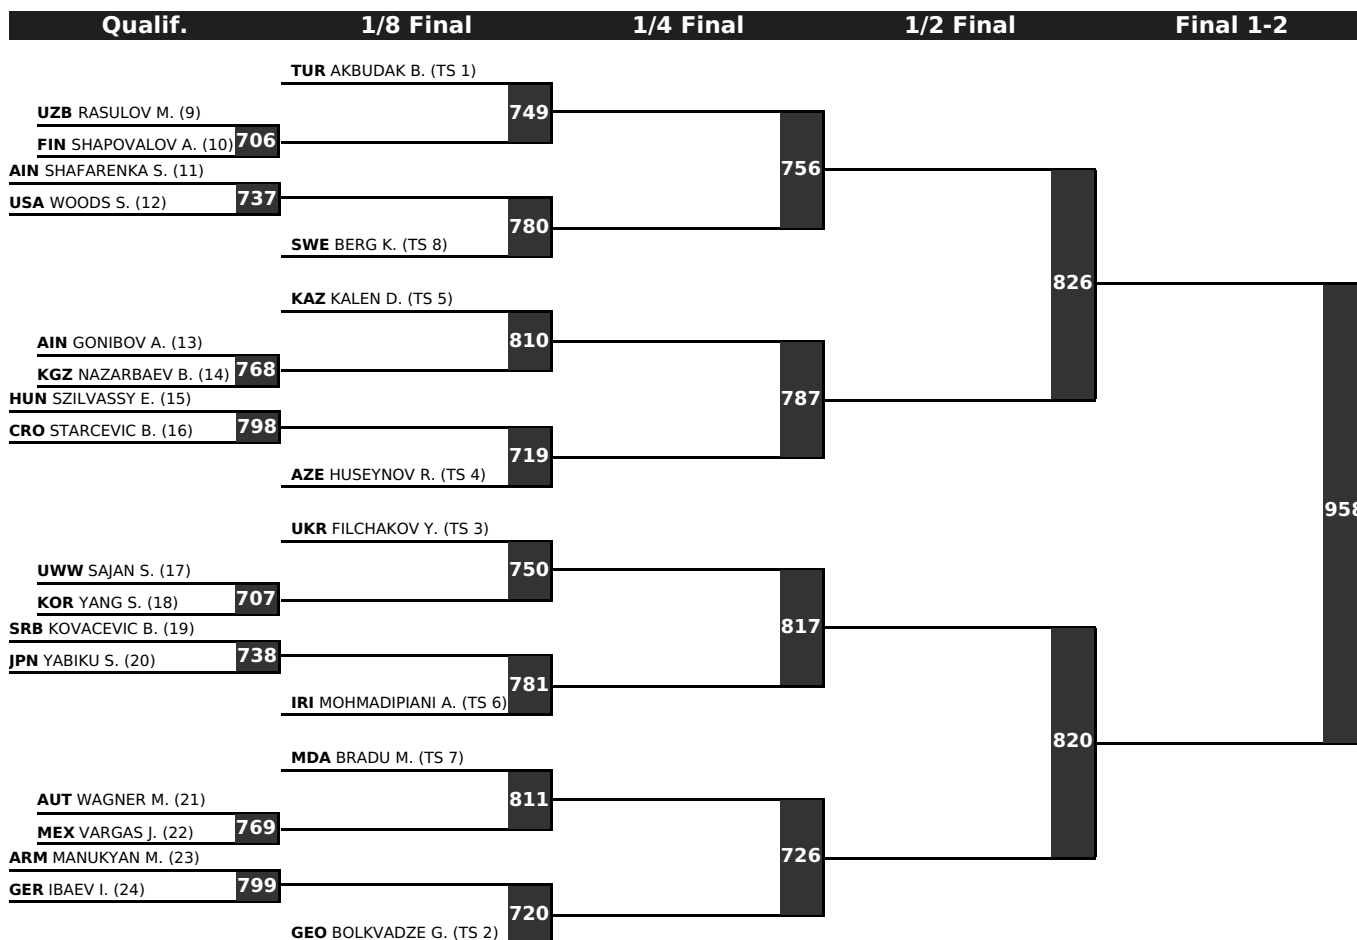 Qualif. 1/8 Final 1/4 Final 1/2 Final Final 1-2
TUR AKBUDAK B. (TS 1)
749
UZB RASULOV M. (9)
FIN SHAPOVALOV A. (10) 706
AIN SHAFARENKA S. (11)
756
USA WOODS S. (12) 737
780
SWE BERG K. (TS 8)
826
KAZ KALEN D. (TS 5)
810
AIN GONIBOV A. (13)
KGZ NAZARBAEV B. (14) 768
HUN SZILVASSY E. (15)
787
CRO STARCEVIC B. (16) 798
719
AZE HUSEYNOV R. (TS 4)
958
UKR FILCHAKOV Y. (TS 3)
750
UWW SAJAN S. (17)
KOR YANG S. (18) 707
SRB KOVACEVIC B. (19)
817
JPN YABIKU S. (20) 738
781
IRI MOHMADIPIANI A. (TS 6)
820
MDA BRADU M. (TS 7)
811
AUT WAGNER M. (21)
MEX VARGAS J. (22) 769
ARM MANUKYAN M. (23)
726
GER IBAEV I. (24) 799
720
GEO BOLKVADZE G. (TS 2)